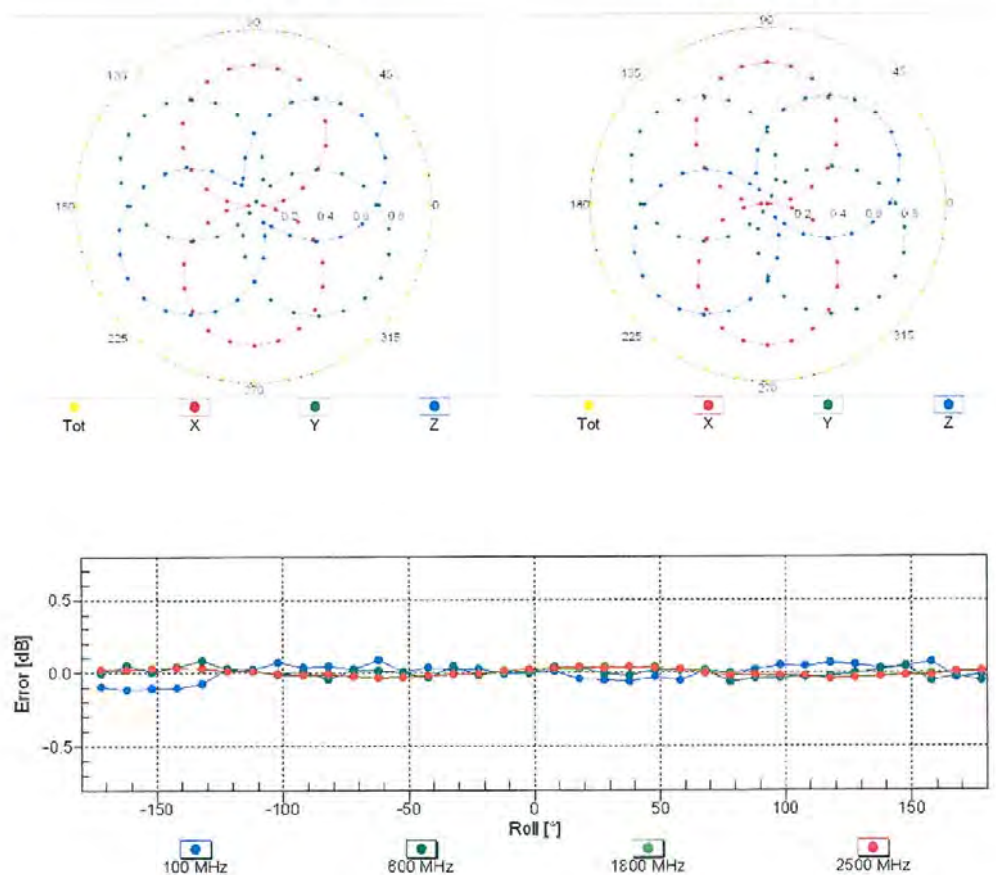 90 90
135 45 135 45
180 0.2 0.4 0.6 0.8 0 180 0.2 0.4 0.6 0.8 0
225 315 225 315
270 270
Tot X Y Z Tot X Y Z
0.5
0.0
-0.5
Error [dB]
-150 -100 -50 0 50 100 150
Roll [°]
100 MHz 600 MHz 1800 MHz 2500 MHz